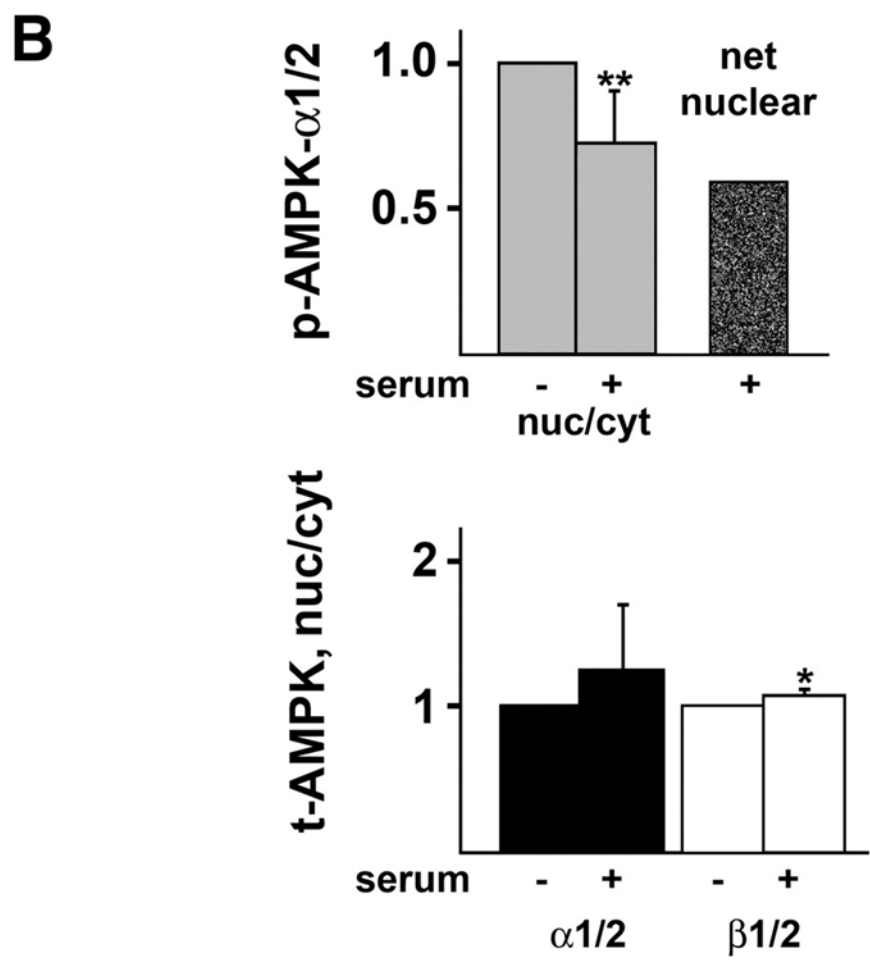 B
p-AMPK-α1/2
1.0
0.5
**
net
nuclear
serum - + +
nuc/cyt
t-AMPK, nuc/cyt
2
1
*
serum - + - +
α1/2 β1/2